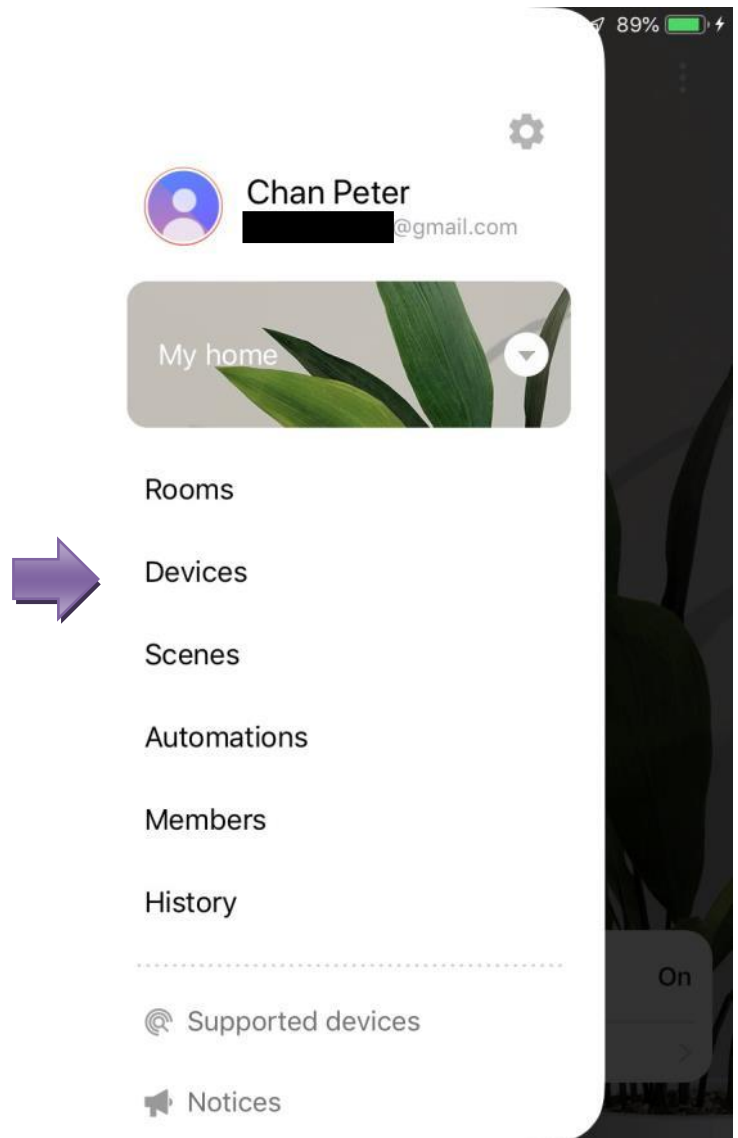 89%
Chan Peter
@gmail.com
My home
Rooms
Devices
Scenes
Automations
Members
History
On
Supported devices
Notices